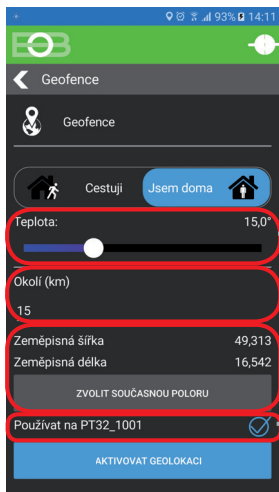 93% 14:11
EOB
Geofence
Geofence
Cestuji
Jsem doma
Teplota: 15,0°
Okolí (km)
15
Zeměpisná šířka 49,313
Zeměpisná délka 16,542
ZVOLIT SOUČASNOU POLORU
Používat na PT32_1001
AKTIVOVAT GEOLOKACI